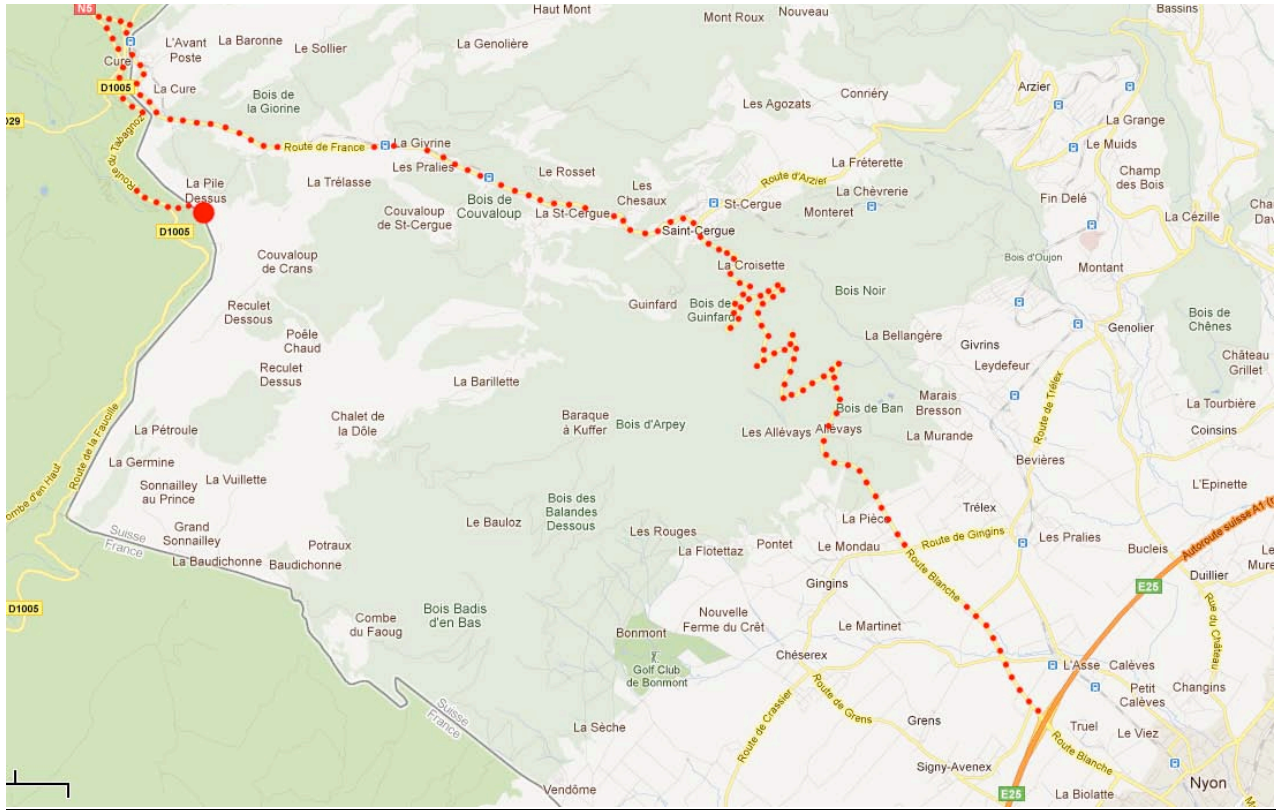 N5
Haut Mont
Mont Roux
Nouveau
Bassins
L'Avant
Poste
La Baronne
Le Sollier
La Genolière
Cure
D1005
La Cure
Bois de
la Giorine
Les Agozats
Conriéry
Arzier
La Grange
Le Muids
Champ
des Bois
Route du Tabagnoz
Route de France
La Givrine
Les Pralies
La Trélasse
Le Rosset
La Fréterette
Route d'Arzier
La Chèvrerie
Monteret
Fin Delé
La Cézille
La Pile
Dessus
D1005
Couvaloup
de St-Cergue
Bois de
Couvaloup
Les
Chesaux
La St-Cergue
St-Cergue
Saint-Cergue
Montant
Bois d'Oujon
Couvaloup
de Crans
La Croisette
Bois Noir
Guinfard
Bois de
Guinfard
Reculet
Dessous
Poêle
Chaud
Reculet
Dessus
La Bellangère
Givrins
Leydefeur
Genolier
Bois de
Chênes
Château
Grillet
La Barillette
Chalet de
la Dôle
Baraque
à Kuffer
Bois d'Arpey
Les Allévays
Allévays
Bois de Ban
Marais
Bresson
La Murande
Route de Trélex
La Tourbière
Coinsins
La Pétroule
Route de la Faucille
La Germine
Sonnailley
au Prince
La Vuillette
Bevières
L'Epinette
Grand
Sonnailley
Suisse
France
La Baudichonne
Potraux
Baudichonne
Le Bauloz
Bois des
Balandes
Dessous
Les Rouges
La Flotettaz
Pontet
La Pièce
Le Mondau
Trélex
Route de Gingins
Les Pralies
Bucleis
Autoroute suisse A1
E25
Duillier
Rue du Château
Gingins
Route Blanche
D1005
Combe
du Faoug
Bois Badis
d'en Bas
Nouvelle
Ferme du Crêt
Bonmont
Golf Club
de Bonmont
Le Martinet
Chéserex
L'Asse
Calèves
Petit
Calèves
Changins
Route de Crassier
Route de Grens
Grens
Suisse
France
La Sèche
Truel
Le Viez
Route Blanche
Signy-Avenex
Nyon
Vendôme
E25
La Biolatte